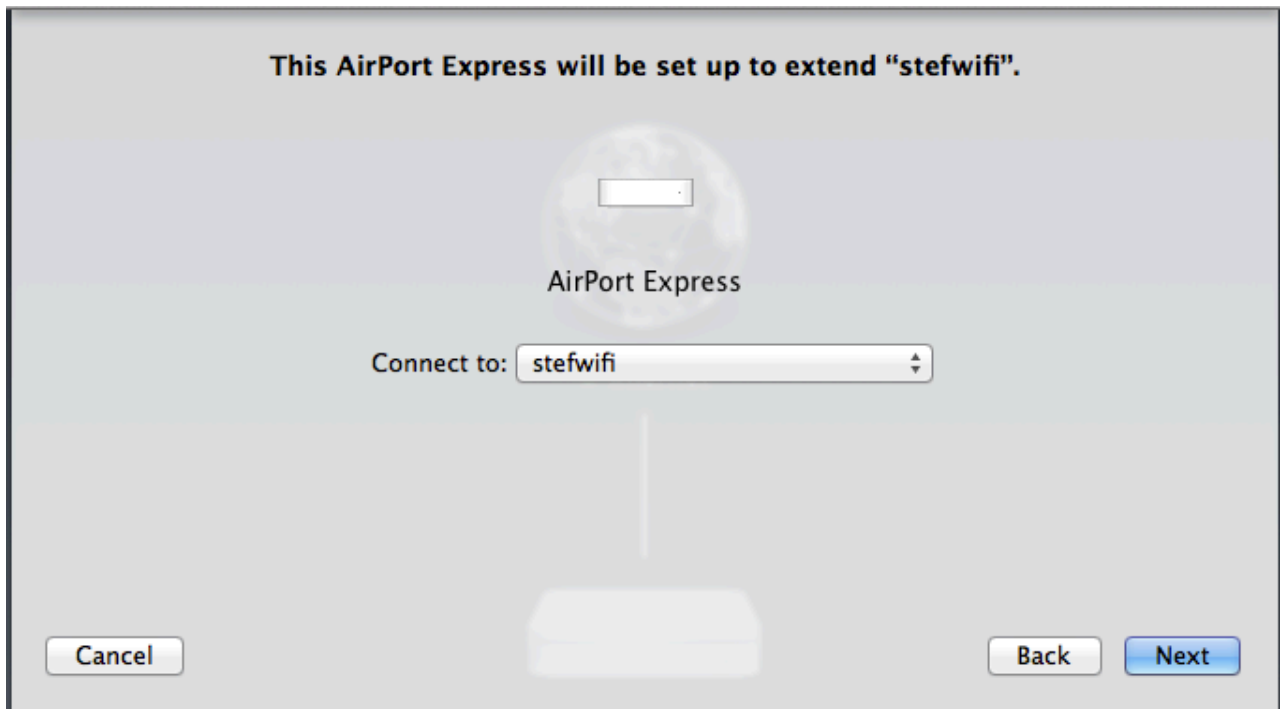 This AirPort Express will be set up to extend “stefwifi”.
AirPort Express
Connect to: stefwifi
Cancel Back Next